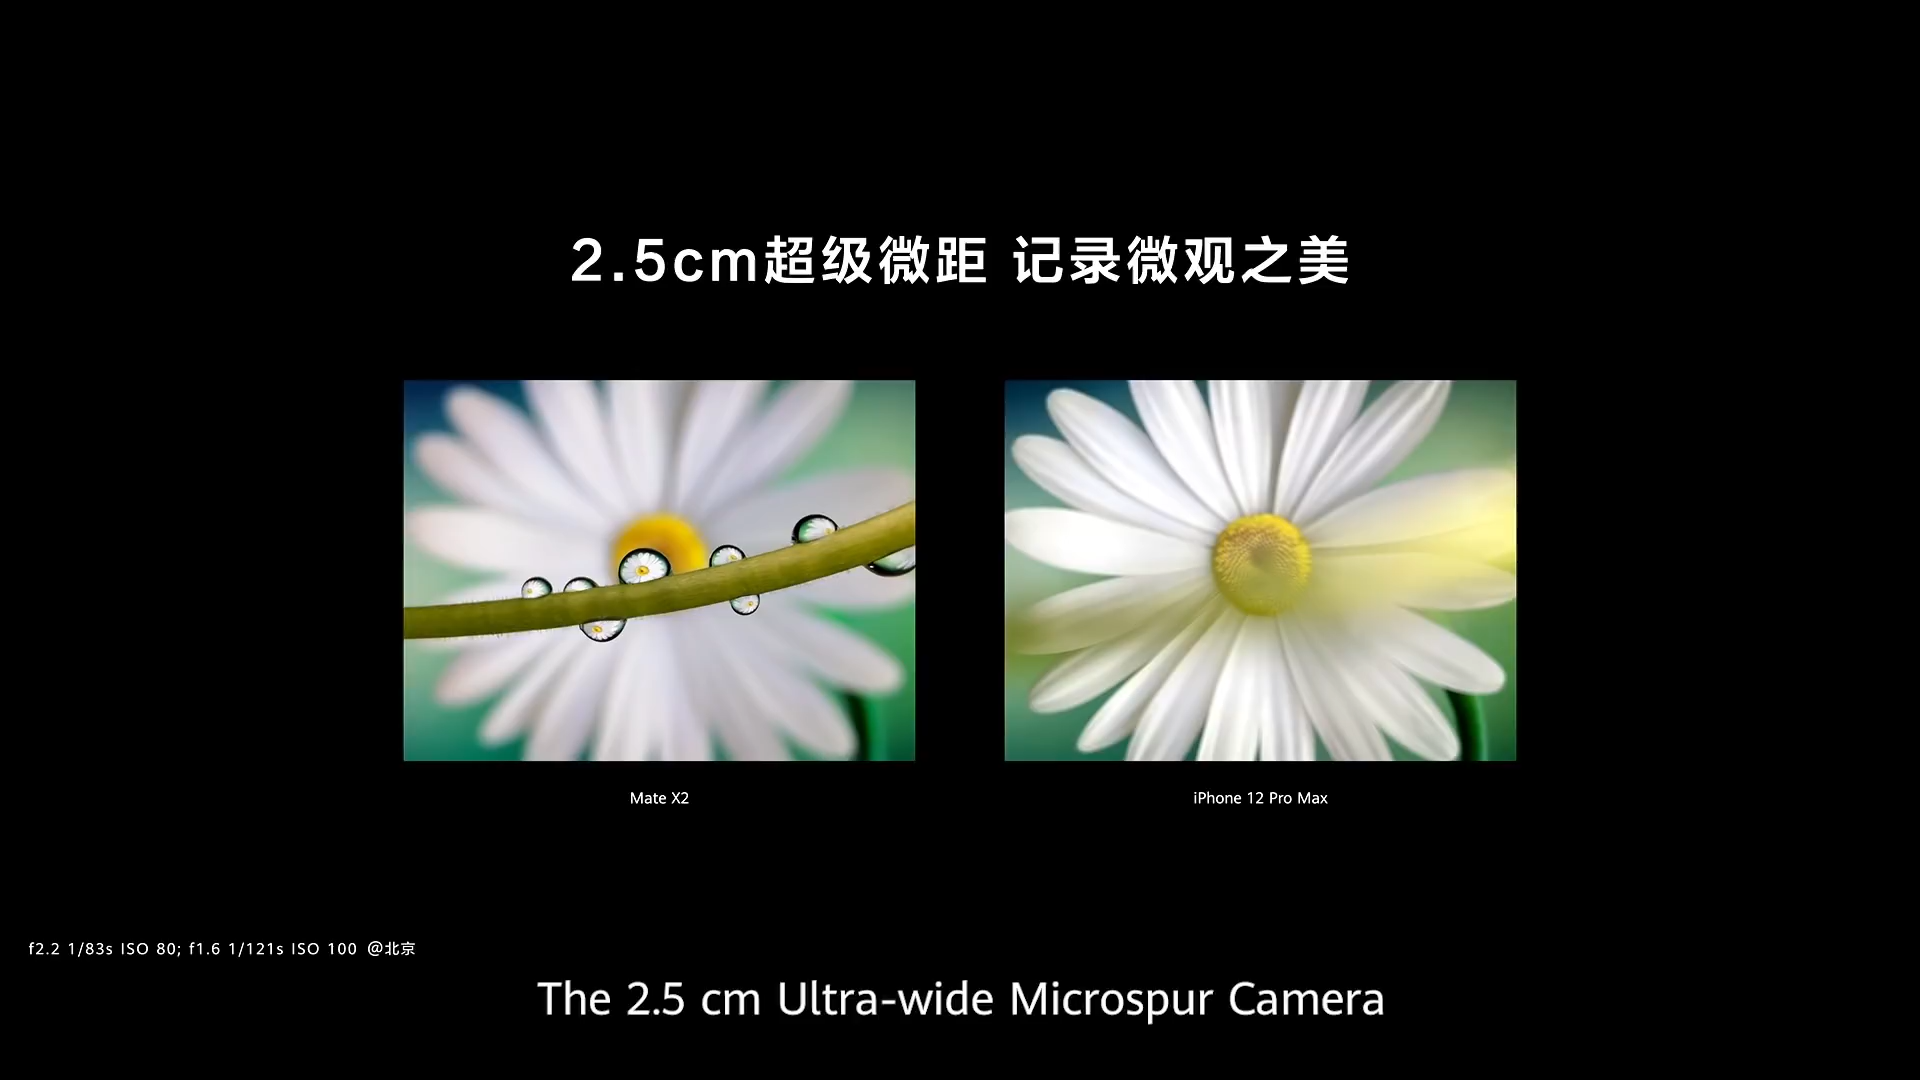 2.5cm超级微距 记录微观之美
Mate X2
iPhone 12 Pro Max
f2.2 1/83s ISO 80; f1.6 1/121s ISO 100 @北京
The 2.5 cm Ultra-wide Microspur Camera